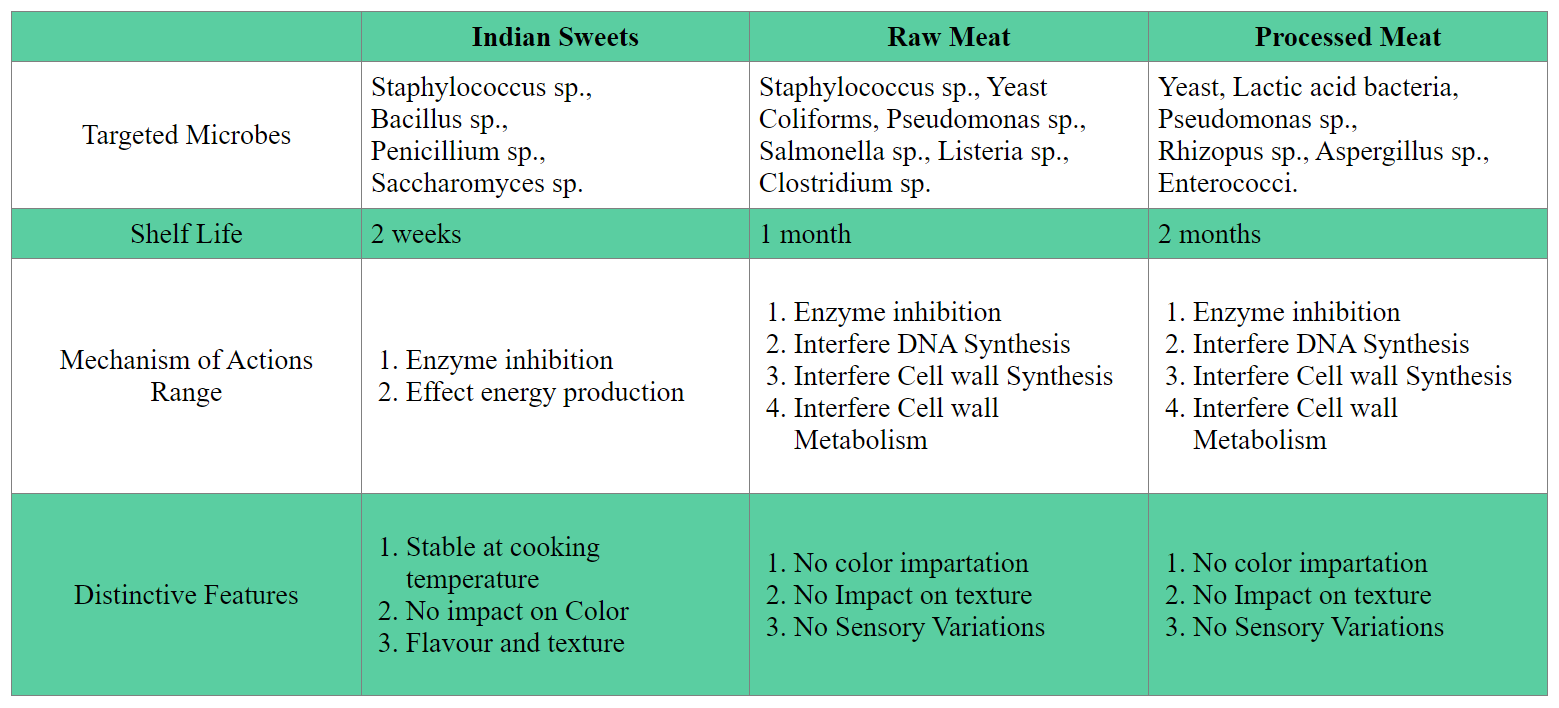 Indian Sweets
Raw Meat
Processed Meat
Targeted Microbes
Staphylococcus sp.,
Bacillus sp.,
Penicillium sp.,
Saccharomyces sp.
Staphylococcus sp., Yeast
Coliforms, Pseudomonas sp.,
Salmonella sp., Listeria sp.,
Clostridium sp.
Yeast, Lactic acid bacteria,
Pseudomonas sp.,
Rhizopus sp., Aspergillus sp.,
Enterococci.
Shelf Life
2 weeks
1 month
2 months
Mechanism of Actions
Range
1. Enzyme inhibition
2. Effect energy production
1. Enzyme inhibition
2. Interfere DNA Synthesis
3. Interfere Cell wall Synthesis
4. Interfere Cell wall
Metabolism
1. Enzyme inhibition
2. Interfere DNA Synthesis
3. Interfere Cell wall Synthesis
4. Interfere Cell wall
Metabolism
Distinctive Features
1. Stable at cooking
temperature
2. No impact on Color
3. Flavour and texture
1. No color impartation
2. No Impact on texture
3. No Sensory Variations
1. No color impartation
2. No Impact on texture
3. No Sensory Variations